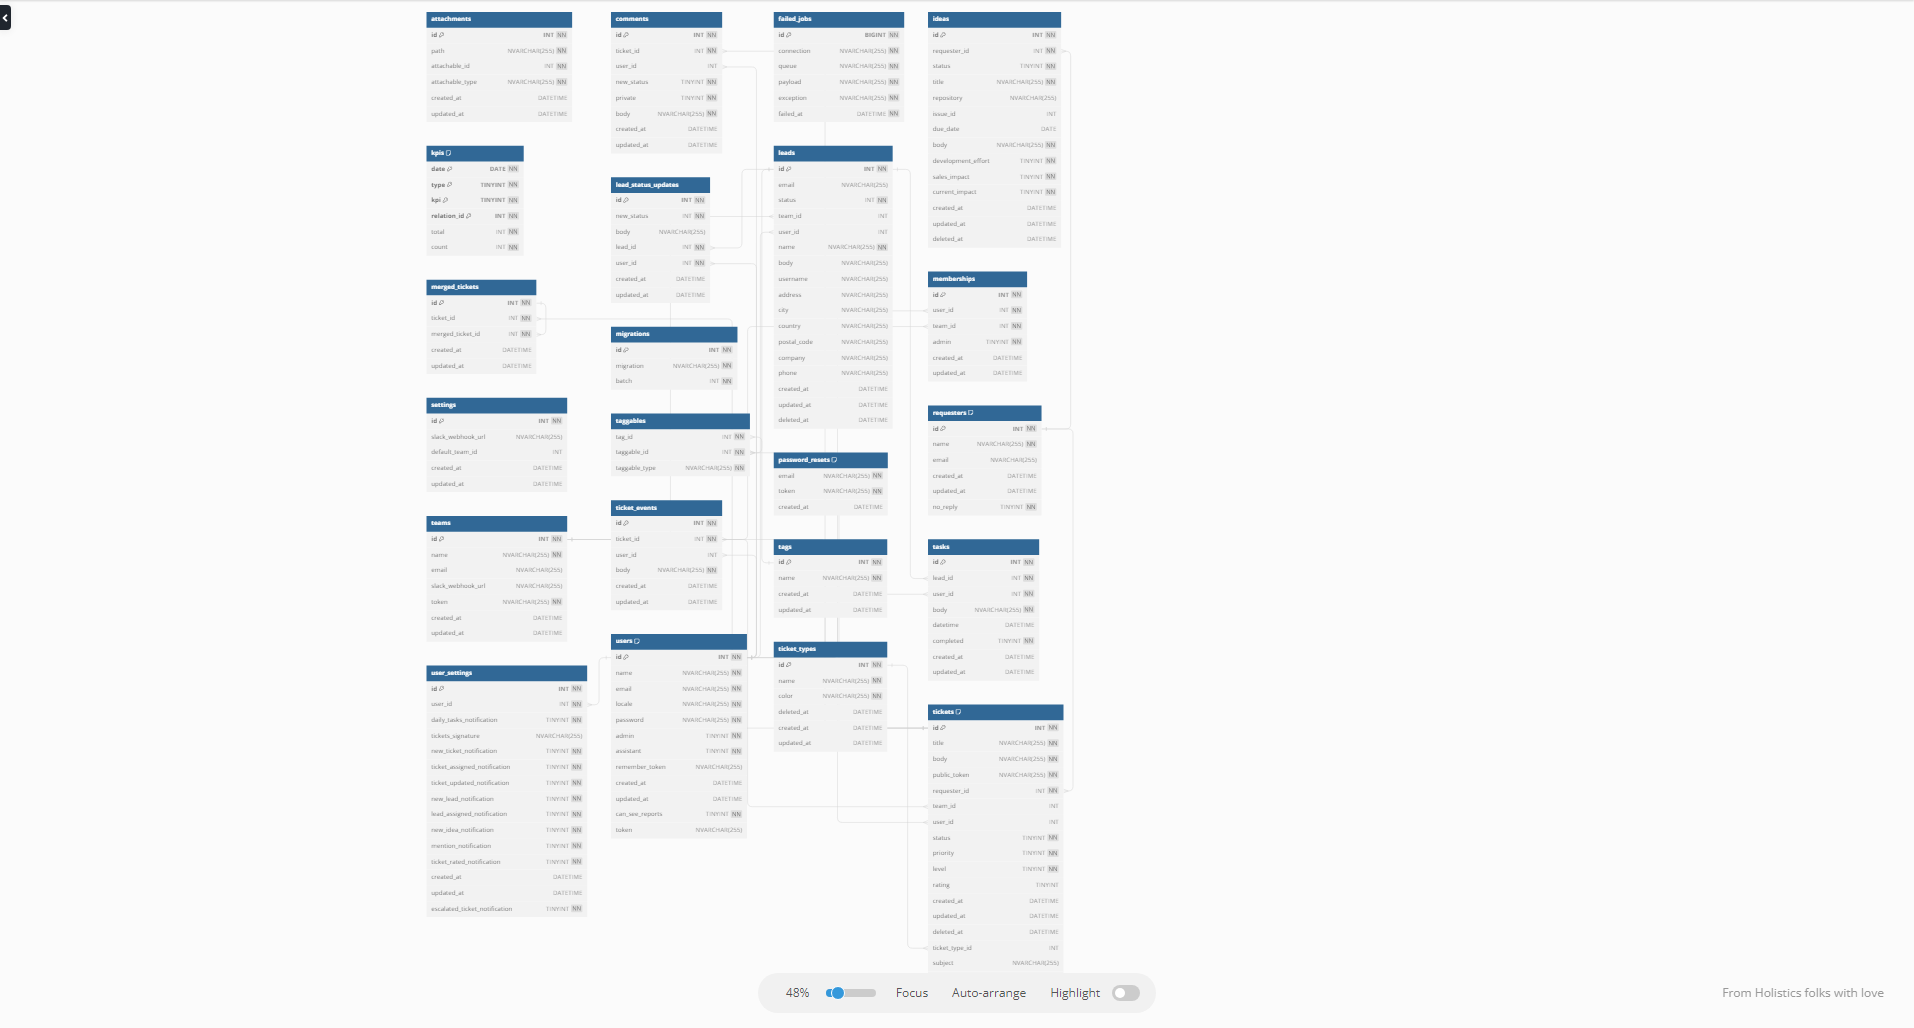 attachments
id INT NN
path NVARCHAR(255) NN
attachable_id INT NN
attachable_type NVARCHAR(255) NN
created_at DATETIME
updated_at DATETIME
kpis
date DATE NN
type TINYINT NN
kpi TINYINT NN
relation_id INT NN
total INT NN
count INT NN
merged_tickets
id INT NN
ticket_id INT NN
merged_ticket_id INT NN
created_at DATETIME
updated_at DATETIME
settings
id INT NN
slack_webhook_url NVARCHAR(255)
default_team_id INT
created_at DATETIME
updated_at DATETIME
teams
id INT NN
name NVARCHAR(255) NN
email NVARCHAR(255)
slack_webhook_url NVARCHAR(255)
token NVARCHAR(255) NN
created_at DATETIME
updated_at DATETIME
user_settings
id INT NN
user_id INT NN
daily_tasks_notification TINYINT NN
tickets_signature NVARCHAR(255)
new_ticket_notification TINYINT NN
ticket_assigned_notification TINYINT NN
ticket_updated_notification TINYINT NN
new_lead_notification TINYINT NN
lead_assigned_notification TINYINT NN
new_idea_notification TINYINT NN
mention_notification TINYINT NN
ticket_rated_notification TINYINT NN
created_at DATETIME
updated_at DATETIME
escalated_ticket_notification TINYINT NN
comments
id INT NN
ticket_id INT NN
user_id INT
new_status TINYINT NN
private TINYINT NN
body NVARCHAR(255) NN
created_at DATETIME
updated_at DATETIME
lead_status_updates
id INT NN
new_status INT NN
body NVARCHAR(255)
lead_id INT NN
user_id INT NN
created_at DATETIME
updated_at DATETIME
migrations
id INT NN
migration NVARCHAR(255) NN
batch INT NN
taggables
tag_id INT NN
taggable_id INT NN
taggable_type NVARCHAR(255) NN
ticket_events
id INT NN
ticket_id INT NN
user_id INT
body NVARCHAR(255) NN
created_at DATETIME
updated_at DATETIME
users
id INT NN
name NVARCHAR(255) NN
email NVARCHAR(255) NN
locale NVARCHAR(255) NN
password NVARCHAR(255) NN
admin TINYINT NN
assistant TINYINT NN
remember_token NVARCHAR(255)
created_at DATETIME
updated_at DATETIME
can_see_reports TINYINT NN
token NVARCHAR(255)
failed_jobs
id BIGINT NN
connection NVARCHAR(255) NN
queue NVARCHAR(255) NN
payload NVARCHAR(255) NN
exception NVARCHAR(255) NN
failed_at DATETIME NN
leads
id INT NN
email NVARCHAR(255)
status INT NN
team_id INT
user_id INT
name NVARCHAR(255) NN
body NVARCHAR(255)
username NVARCHAR(255)
address NVARCHAR(255)
city NVARCHAR(255)
country NVARCHAR(255)
postal_code NVARCHAR(255)
company NVARCHAR(255)
phone NVARCHAR(255)
created_at DATETIME
updated_at DATETIME
deleted_at DATETIME
password_resets
email NVARCHAR(255) NN
token NVARCHAR(255) NN
created_at DATETIME
tags
id INT NN
name NVARCHAR(255) NN
created_at DATETIME
updated_at DATETIME
ticket_types
id INT NN
name NVARCHAR(255) NN
color NVARCHAR(255) NN
deleted_at DATETIME
created_at DATETIME
updated_at DATETIME
ideas
id INT NN
requester_id INT NN
status TINYINT NN
title NVARCHAR(255) NN
repository NVARCHAR(255)
issue_id INT
due_date DATE
body NVARCHAR(255) NN
development_effort TINYINT NN
sales_impact TINYINT NN
current_impact TINYINT NN
created_at DATETIME
updated_at DATETIME
deleted_at DATETIME
memberships
id INT NN
user_id INT NN
team_id INT NN
admin TINYINT NN
created_at DATETIME
updated_at DATETIME
requesters
id INT NN
name NVARCHAR(255) NN
email NVARCHAR(255)
created_at DATETIME
updated_at DATETIME
no_reply TINYINT NN
tasks
id INT NN
lead_id INT NN
user_id INT NN
body NVARCHAR(255) NN
datetime DATETIME
completed TINYINT NN
created_at DATETIME
updated_at DATETIME
tickets
id INT NN
title NVARCHAR(255) NN
body NVARCHAR(255) NN
public_token NVARCHAR(255) NN
requester_id INT NN
team_id INT
user_id INT
status TINYINT NN
priority TINYINT NN
level TINYINT NN
rating TINYINT
created_at DATETIME
updated_at DATETIME
deleted_at DATETIME
ticket_type_id INT
subject NVARCHAR(255)
48% Focus Auto-arrange Highlight
From Holistics folks with love